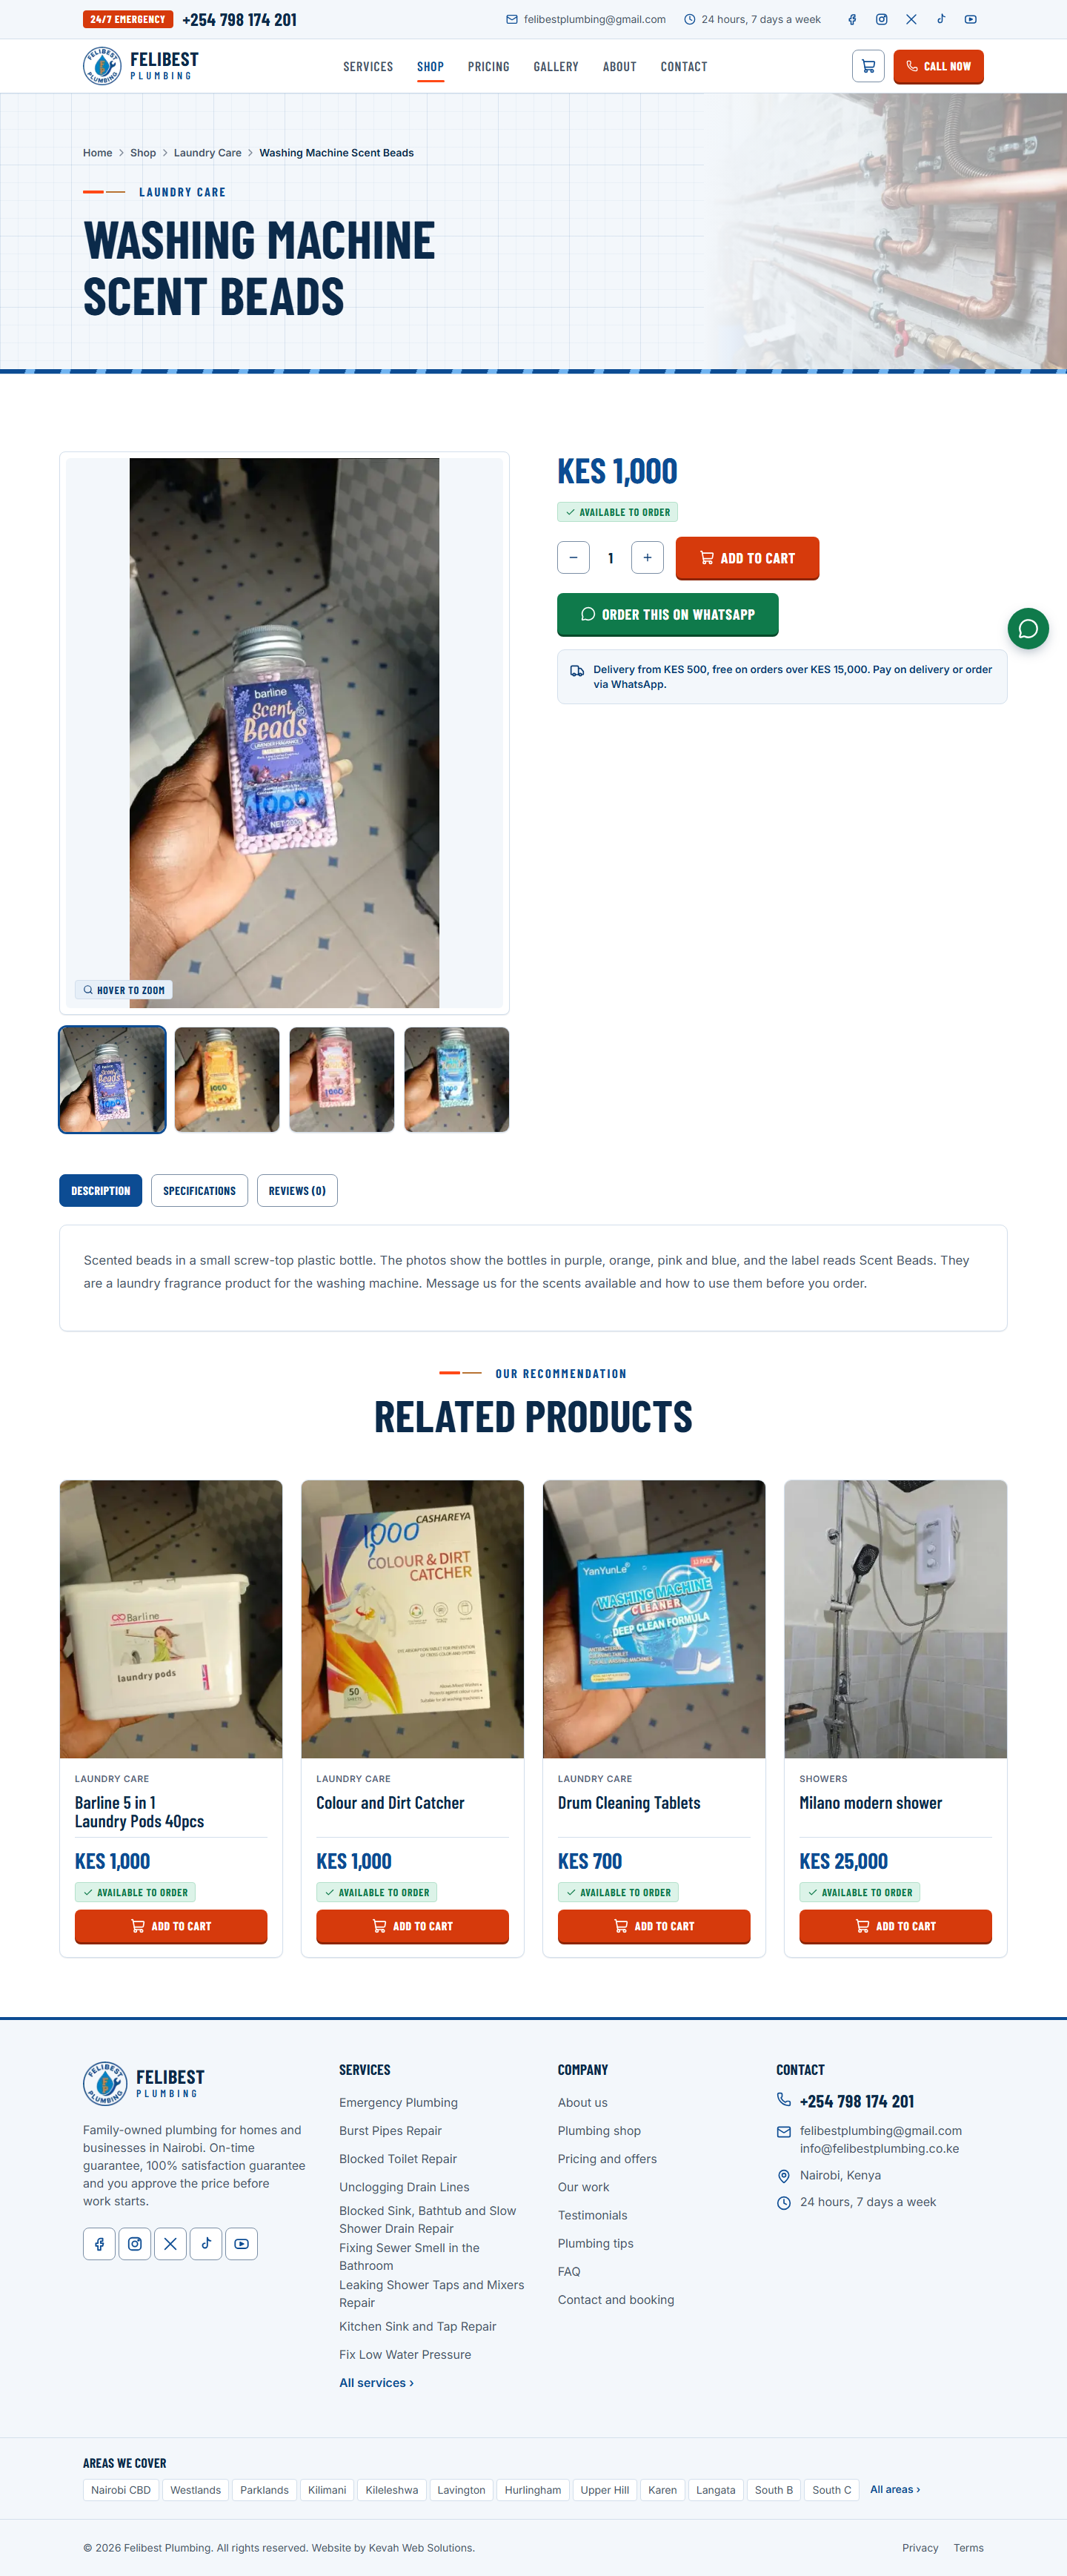 24/7 EMERGENCY +254 798 174 201 felibestplumbing@gmail.com 24 hours, 7 days a week
FELIBEST
PLUMBING
SERVICES SHOP PRICING GALLERY ABOUT CONTACT
CALL NOW
Home > Shop > Laundry Care > Washing Machine Scent Beads
LAUNDRY CARE
WASHING MACHINE
SCENT BEADS
KES 1,000
AVAILABLE TO ORDER
− 1 + ADD TO CART
ORDER THIS ON WHATSAPP
Delivery from KES 500, free on orders over KES 15,000. Pay on delivery or order
via WhatsApp.
barline
Scent
Beads
LAVENDER FRAGRANCE
1000
HOVER TO ZOOM
DESCRIPTION SPECIFICATIONS REVIEWS (0)
Scented beads in a small screw-top plastic bottle. The photos show the bottles in purple, orange, pink and blue, and the label reads Scent Beads. They
are a laundry fragrance product for the washing machine. Message us for the scents available and how to use them before you order.
OUR RECOMMENDATION
RELATED PRODUCTS
Barline
laundry pods
LAUNDRY CARE
Barline 5 in 1
Laundry Pods 40pcs
KES 1,000
AVAILABLE TO ORDER
ADD TO CART
CASHAREYA
1,000
COLOUR & DIRT
CATCHER
50
LAUNDRY CARE
Colour and Dirt Catcher
KES 1,000
AVAILABLE TO ORDER
ADD TO CART
12 PACK
YanYunLe
WASHING MACHINE
CLEANER
DEEP CLEAN FORMULA
LAUNDRY CARE
Drum Cleaning Tablets
KES 700
AVAILABLE TO ORDER
ADD TO CART
SHOWERS
Milano modern shower
KES 25,000
AVAILABLE TO ORDER
ADD TO CART
FELIBEST
PLUMBING
Family-owned plumbing for homes and
businesses in Nairobi. On-time
guarantee, 100% satisfaction guarantee
and you approve the price before
work starts.
SERVICES
Emergency Plumbing
Burst Pipes Repair
Blocked Toilet Repair
Unclogging Drain Lines
Blocked Sink, Bathtub and Slow
Shower Drain Repair
Fixing Sewer Smell in the
Bathroom
Leaking Shower Taps and Mixers
Repair
Kitchen Sink and Tap Repair
Fix Low Water Pressure
All services ›
COMPANY
About us
Plumbing shop
Pricing and offers
Our work
Testimonials
Plumbing tips
FAQ
Contact and booking
CONTACT
+254 798 174 201
felibestplumbing@gmail.com
info@felibestplumbing.co.ke
Nairobi, Kenya
24 hours, 7 days a week
AREAS WE COVER
Nairobi CBD Westlands Parklands Kilimani Kileleshwa Lavington Hurlingham Upper Hill Karen Langata South B South C All areas ›
© 2026 Felibest Plumbing. All rights reserved. Website by Kevah Web Solutions.
Privacy Terms